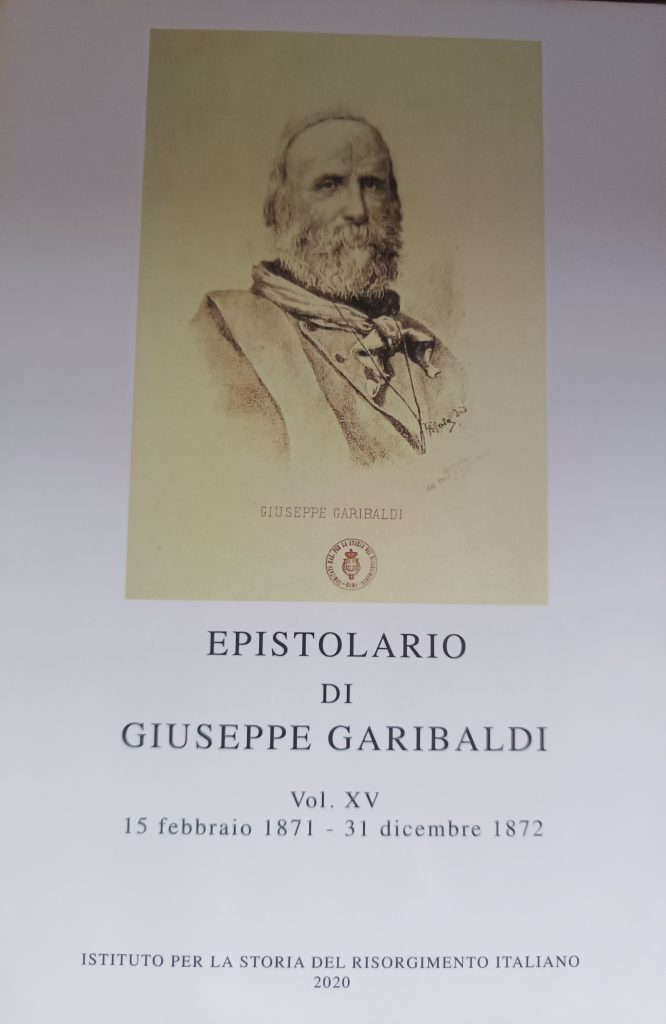 GIUSEPPE GARIBALDI
EPISTOLARIO
DI
GIUSEPPE GARIBALDI
Vol. XV
15 febbraio 1871 - 31 dicembre 1872
ISTITUTO PER LA STORIA DEL RISORGIMENTO ITALIANO
2020